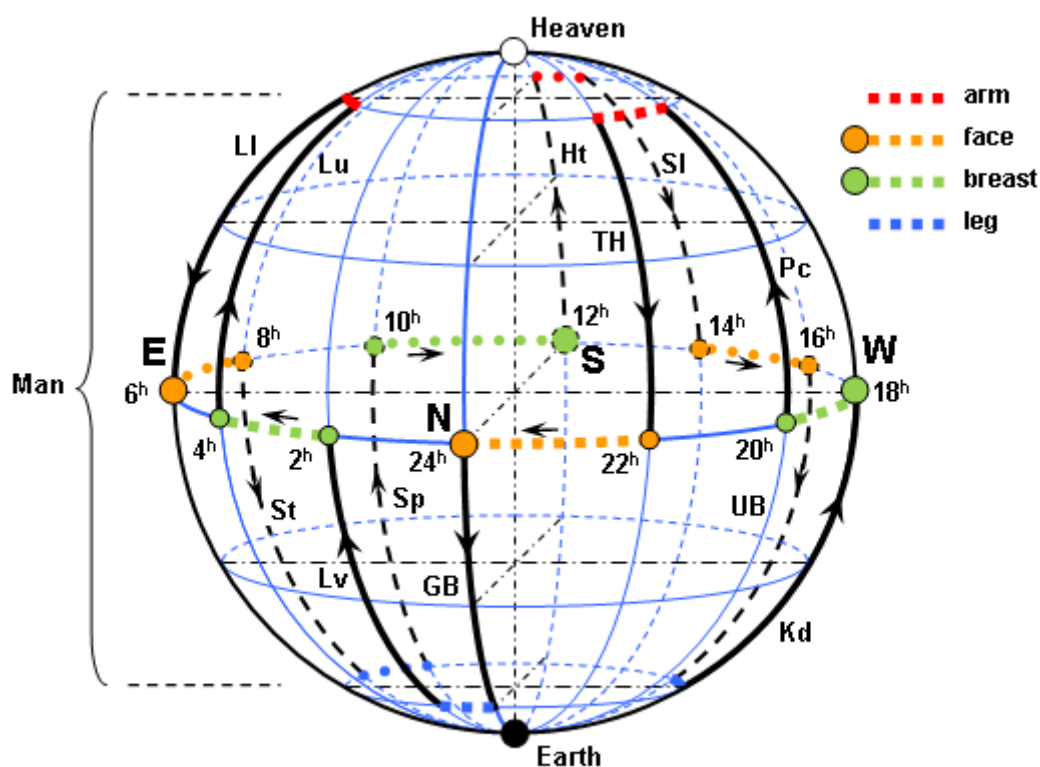 Heaven
arm
face
breast
leg
LI
Lu
Ht
SI
TH
Pc
Man
E
6h
8h
10h
12h
S
14h
16h
W
18h
4h
2h
N
24h
22h
20h
St
Sp
UB
Lv
GB
Kd
Earth